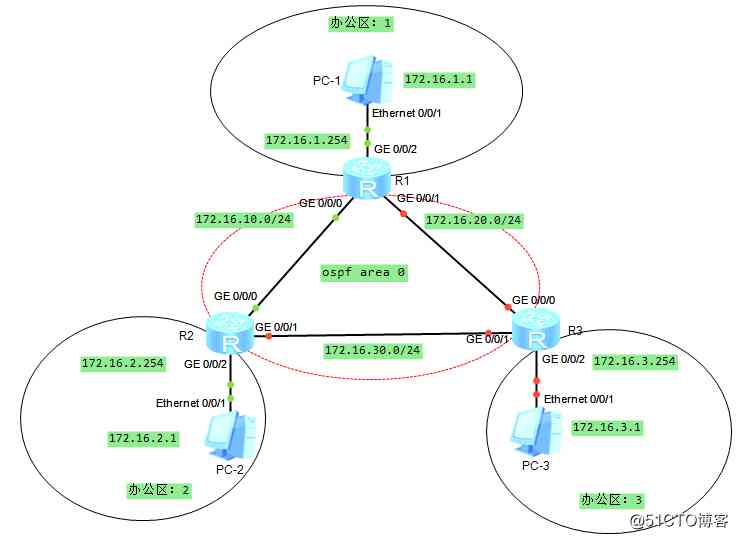 办公区: 1
PC-1
172.16.1.1
Ethernet 0/0/1
172.16.1.254
GE 0/0/2
R
R1
GE 0/0/0
GE 0/0/1
172.16.10.0/24
172.16.20.0/24
ospf area 0
GE 0/0/0
GE 0/0/0
R2
R
GE 0/0/1
GE 0/0/1
R
R3
172.16.30.0/24
172.16.2.254
GE 0/0/2
GE 0/0/2
172.16.3.254
Ethernet 0/0/1
Ethernet 0/0/1
172.16.2.1
172.16.3.1
PC-2
PC-3
办公区: 2
办公区: 3
@51CTO博客